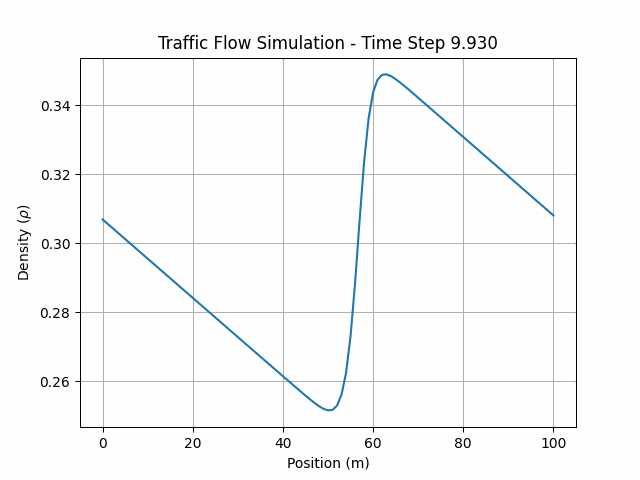 Traffic Flow Simulation - Time Step 9.930
Density (ρ)
0.34
0.32
0.30
0.28
0.26
0 20 40 60 80 100
Position (m)